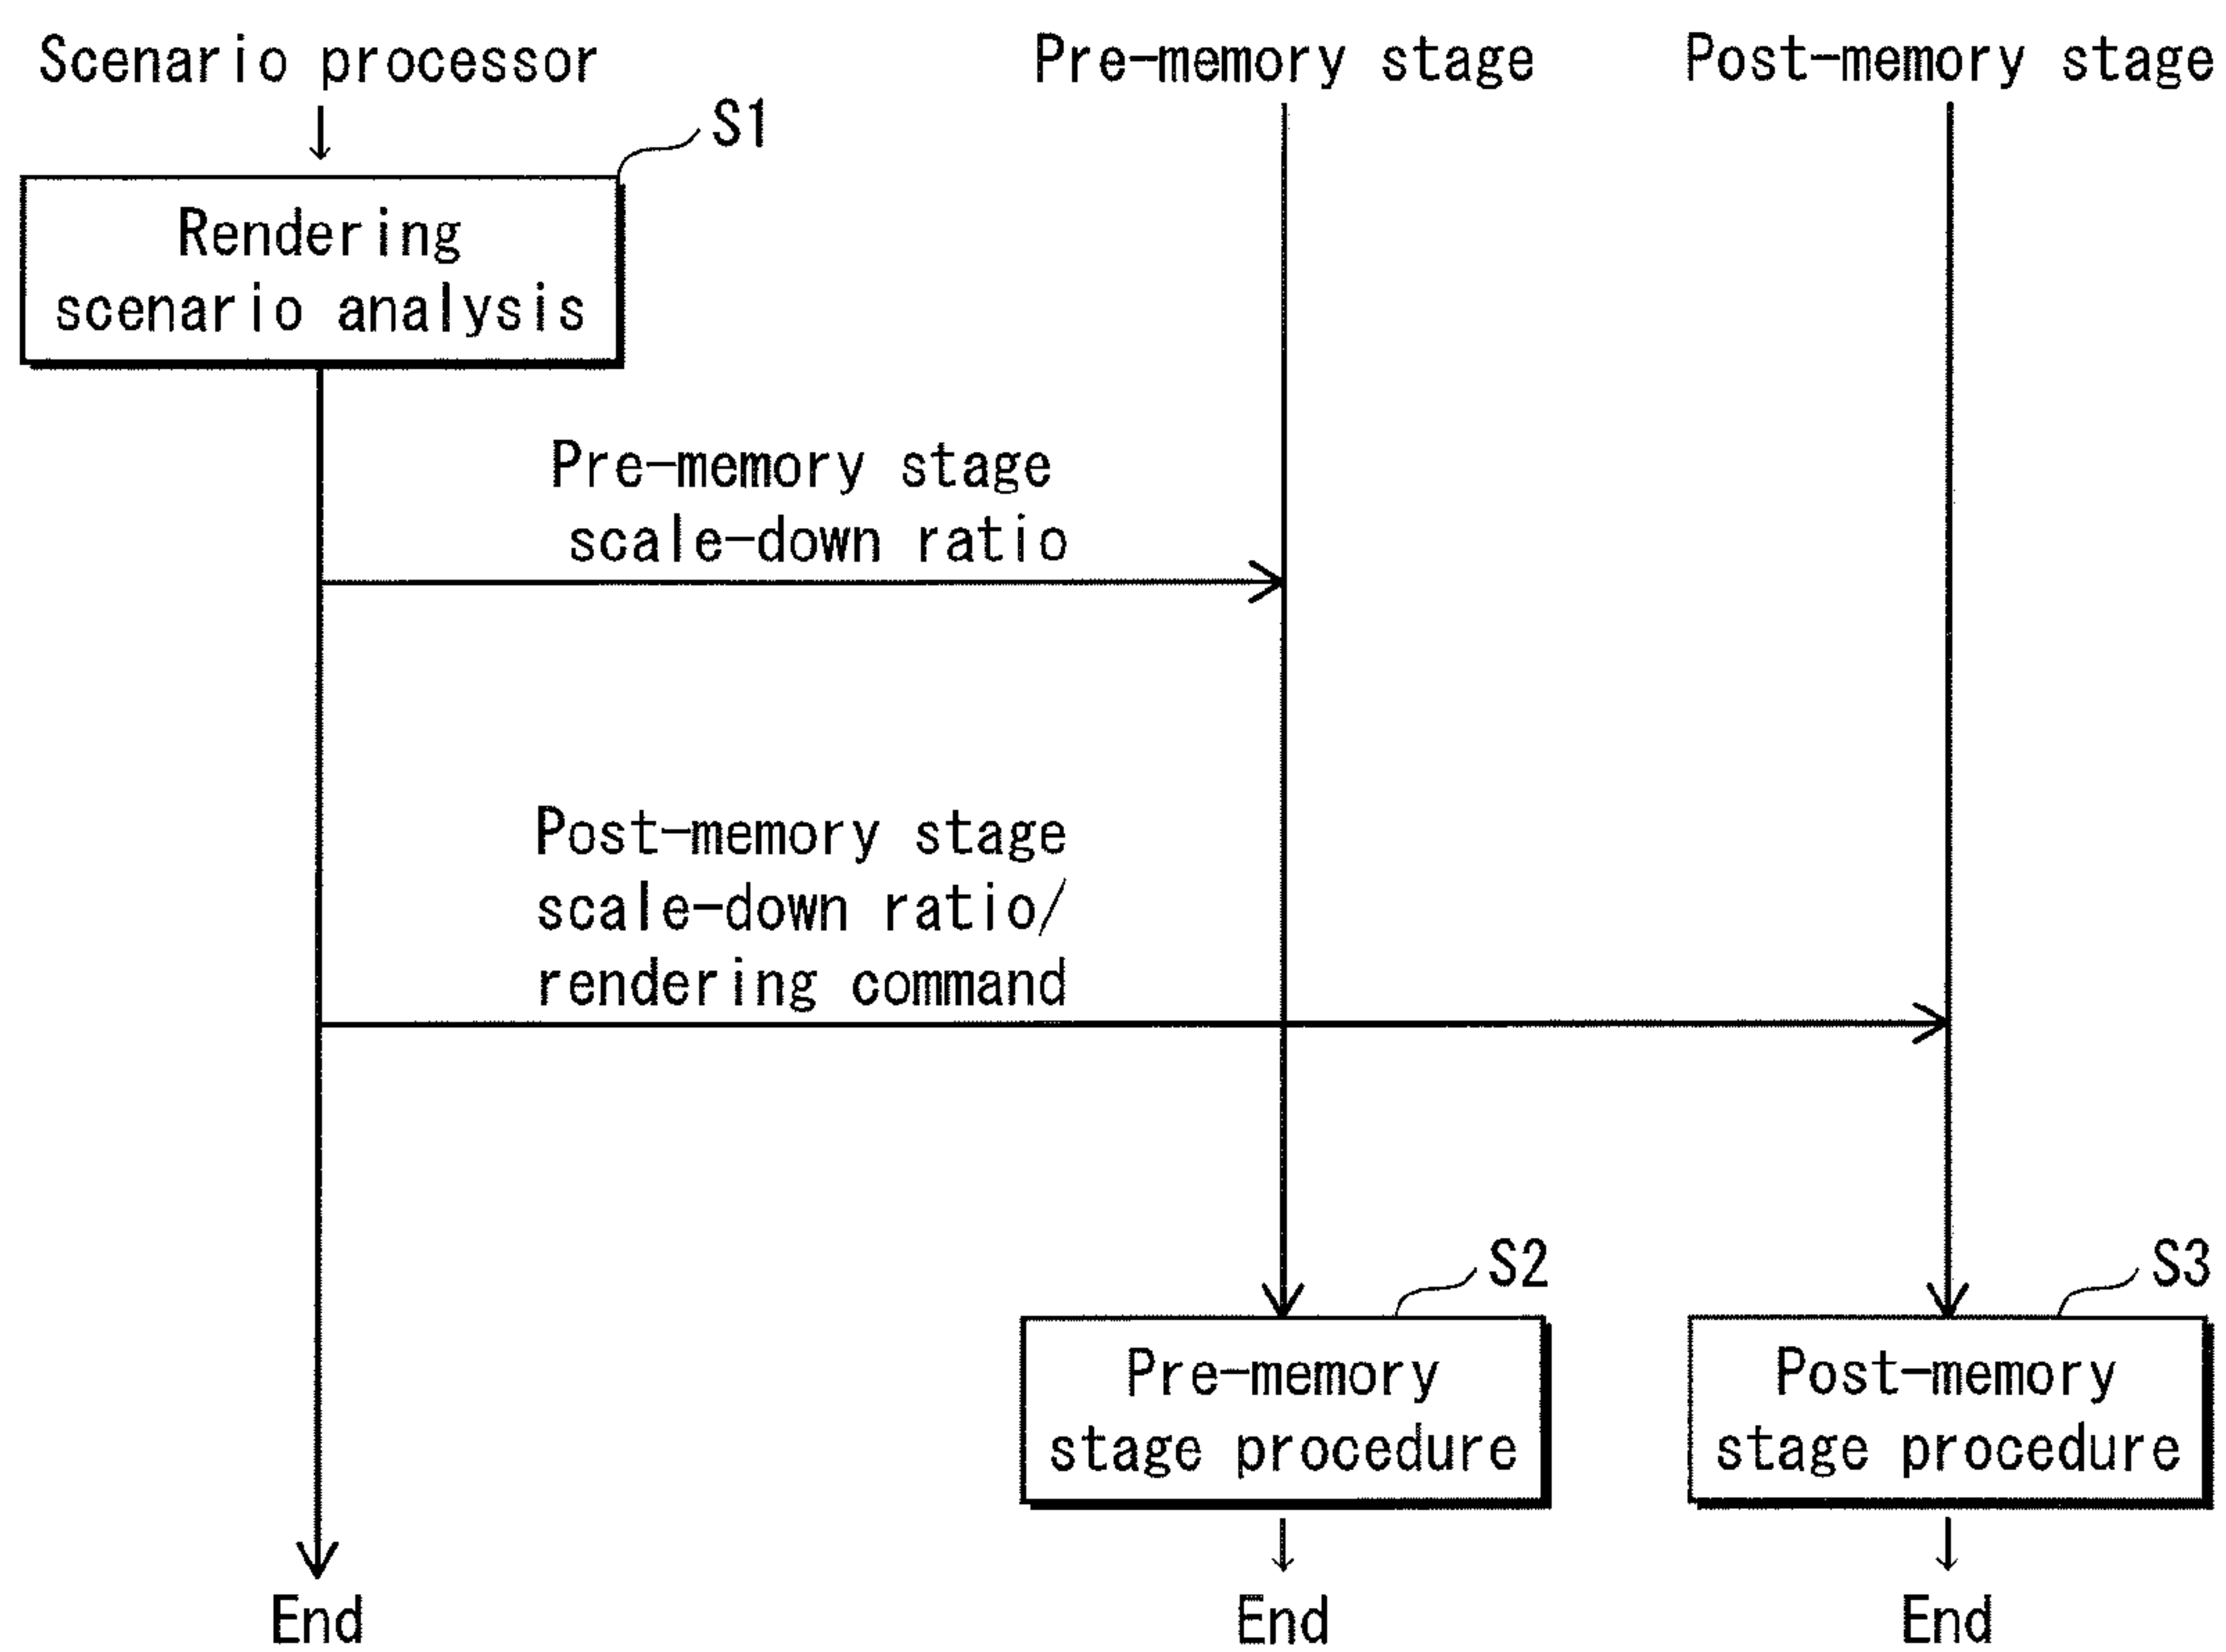 Scenario processor
Pre-memory stage
Post-memory stage
S1
Rendering
scenario analysis
Pre-memory stage
scale-down ratio
Post-memory stage
scale-down ratio/
rendering command
S2
S3
Pre-memory
stage procedure
Post-memory
stage procedure
End
End
End